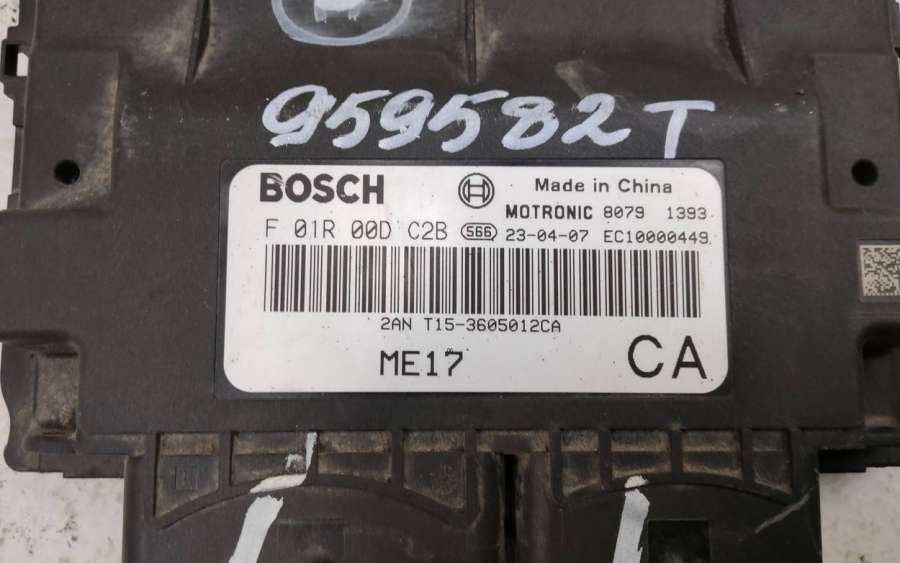 959582T
BOSCH
Made in China
MOTRONIC 8079 1393
F 01R 00D C2B 566 23-04-07 EC10000449
2AN T15-3605012CA
ME17
CA